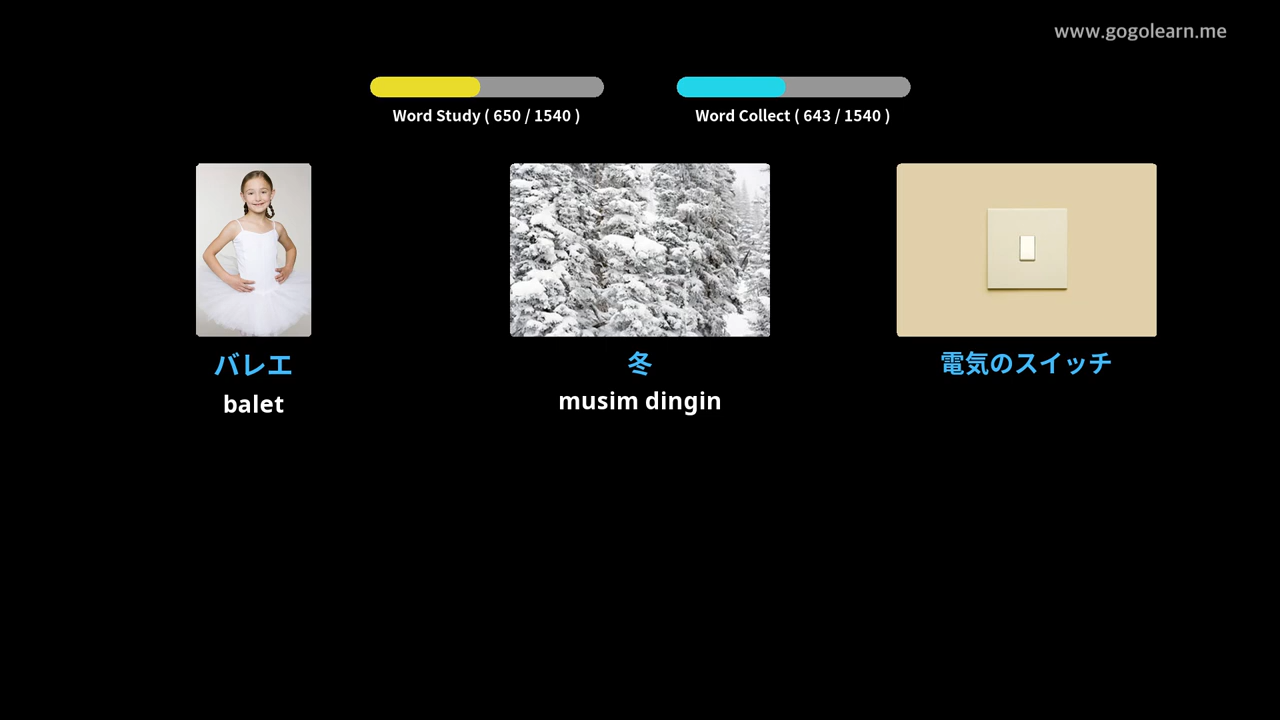 www.gogolearn.me
Word Study ( 650 / 1540 )
Word Collect ( 643 / 1540 )
バレエ
balet
冬
musim dingin
電気のスイッチ